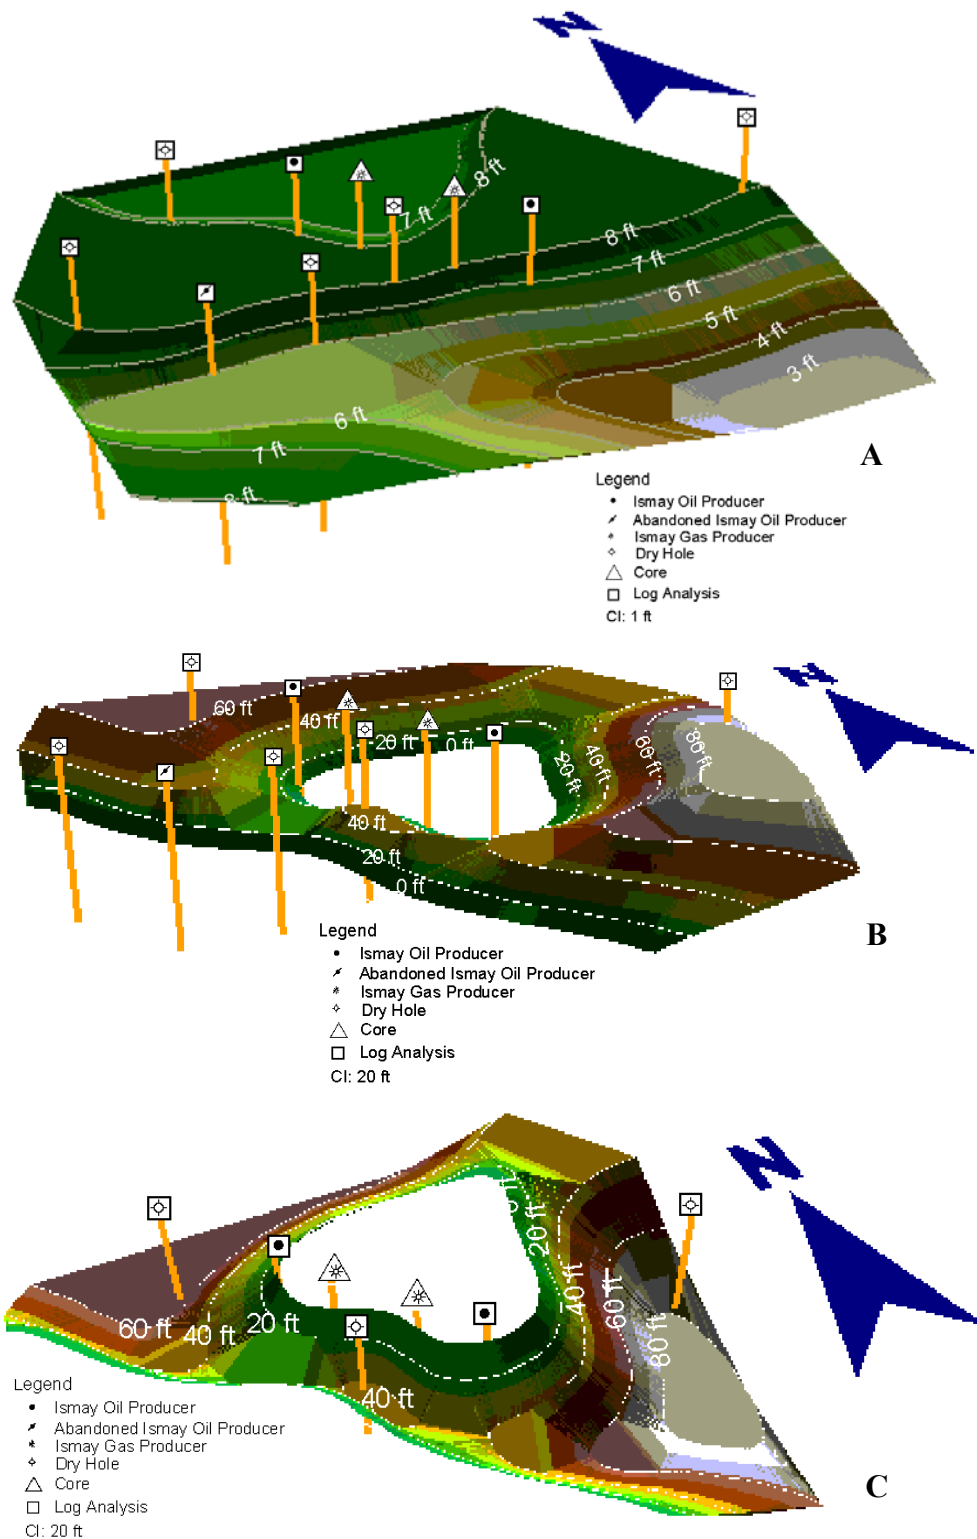 N
8 ft
7 ft
8 ft
7 ft
6 ft
5 ft
4 ft
3 ft
6 ft
7 ft
8 ft
A
Legend
Ismay Oil Producer
Abandoned Ismay Oil Producer
Ismay Gas Producer
Dry Hole
Core
Log Analysis
CI: 1 ft
N
60 ft
40 ft
20 ft
0 ft
20 ft
40 ft
60 ft
80 ft
40 ft
20 ft
0 ft
B
Legend
Ismay Oil Producer
Abandoned Ismay Oil Producer
Ismay Gas Producer
Dry Hole
Core
Log Analysis
CI: 20 ft
N
0 ft
20 ft
40 ft
60 ft
80 ft
60 ft
40 ft
20 ft
40 ft
C
Legend
Ismay Oil Producer
Abandoned Ismay Oil Producer
Ismay Gas Producer
Dry Hole
Core
Log Analysis
CI: 20 ft